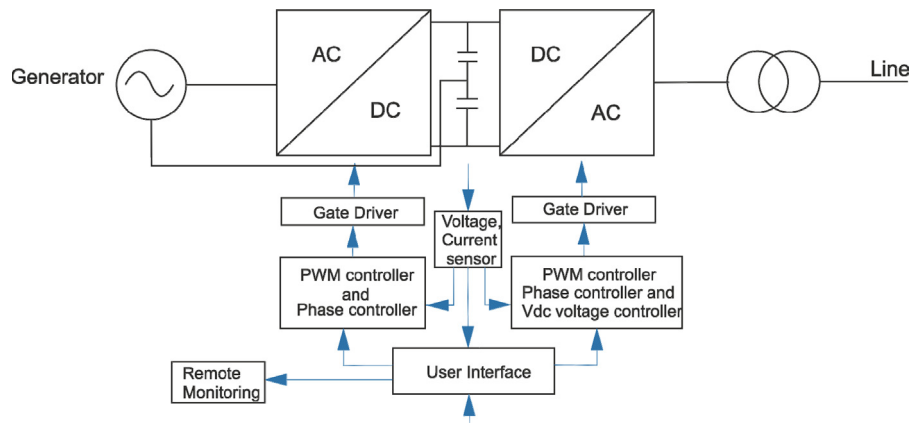 AC
DC
DC
AC
Generator
Line
Gate Driver
Voltage,
Current
sensor
Gate Driver
PWM controller
and
Phase controller
PWM controller
Phase controller and
Vdc voltage controller
Remote
Monitoring
User Interface